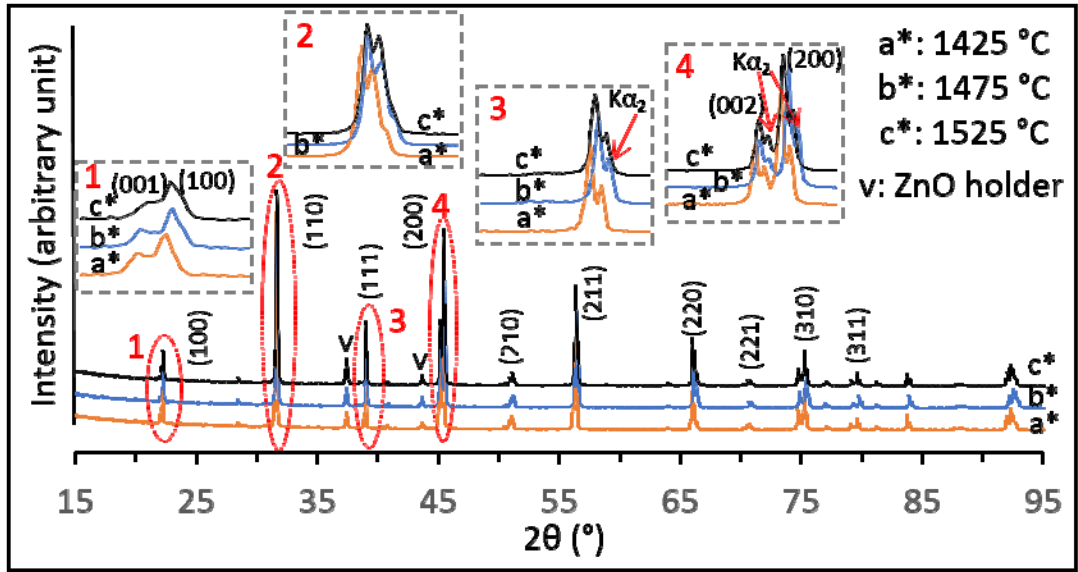 Intensity (arbitrary unit)
2
c*
b*
a*
3
Kα₂
c*
b*
a*
4
Kα₂
(200)
(002)
c*
b*
a*
a*: 1425 °C
b*: 1475 °C
c*: 1525 °C
v: ZnO holder
1
(001)
(100)
c*
b*
a*
1
(100)
2
(110)
v
(111)
3
v
(200)
4
(210)
(211)
(220)
(221)
(310)
(311)
c*
b*
a*
15 25 35 45 55 65 75 85 95
2θ (°)